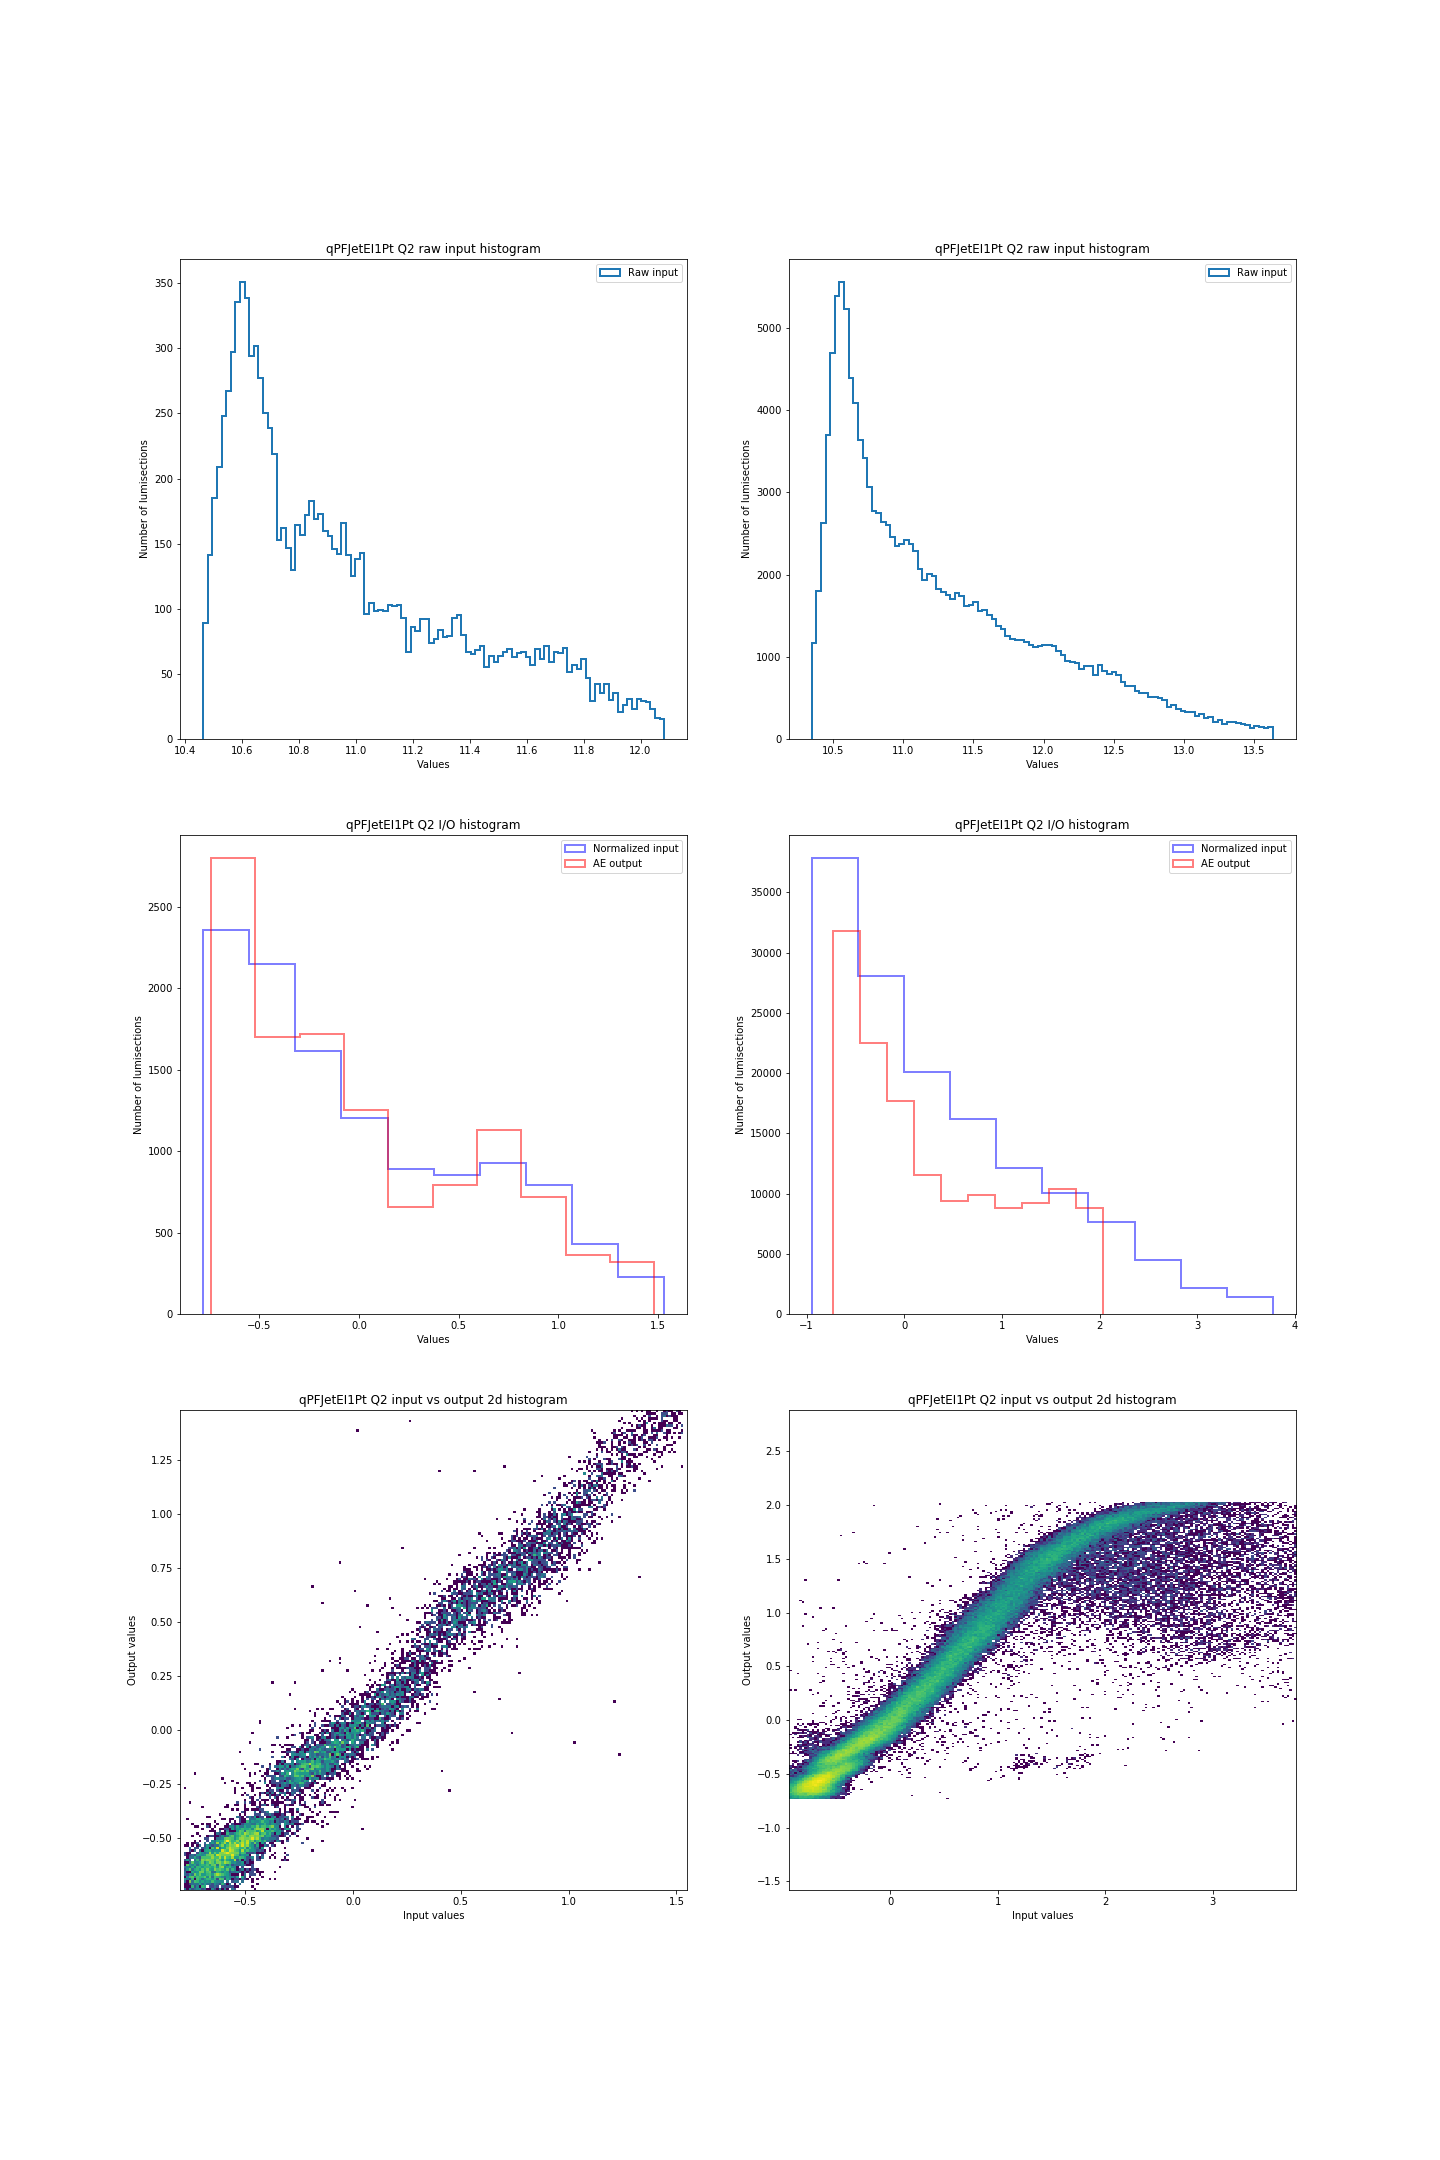 qPFJetEI1Pt Q2 raw input histogram
Raw input
Number of lumisections
350
300
250
200
150
100
50
0
10.4 10.6 10.8 11.0 11.2 11.4 11.6 11.8 12.0
Values
qPFJetEI1Pt Q2 raw input histogram
Raw input
Number of lumisections
5000
4000
3000
2000
1000
0
10.5 11.0 11.5 12.0 12.5 13.0 13.5
Values
qPFJetEI1Pt Q2 I/O histogram
Normalized input
AE output
Number of lumisections
2500
2000
1500
1000
500
0
−0.5 0.0 0.5 1.0 1.5
Values
qPFJetEI1Pt Q2 I/O histogram
Normalized input
AE output
Number of lumisections
35000
30000
25000
20000
15000
10000
5000
0
−1 0 1 2 3 4
Values
qPFJetEI1Pt Q2 input vs output 2d histogram
Output values
1.25
1.00
0.75
0.50
0.25
0.00
−0.25
−0.50
−0.5 0.0 0.5 1.0 1.5
Input values
qPFJetEI1Pt Q2 input vs output 2d histogram
Output values
2.5
2.0
1.5
1.0
0.5
0.0
−0.5
−1.0
−1.5
0 1 2 3
Input values